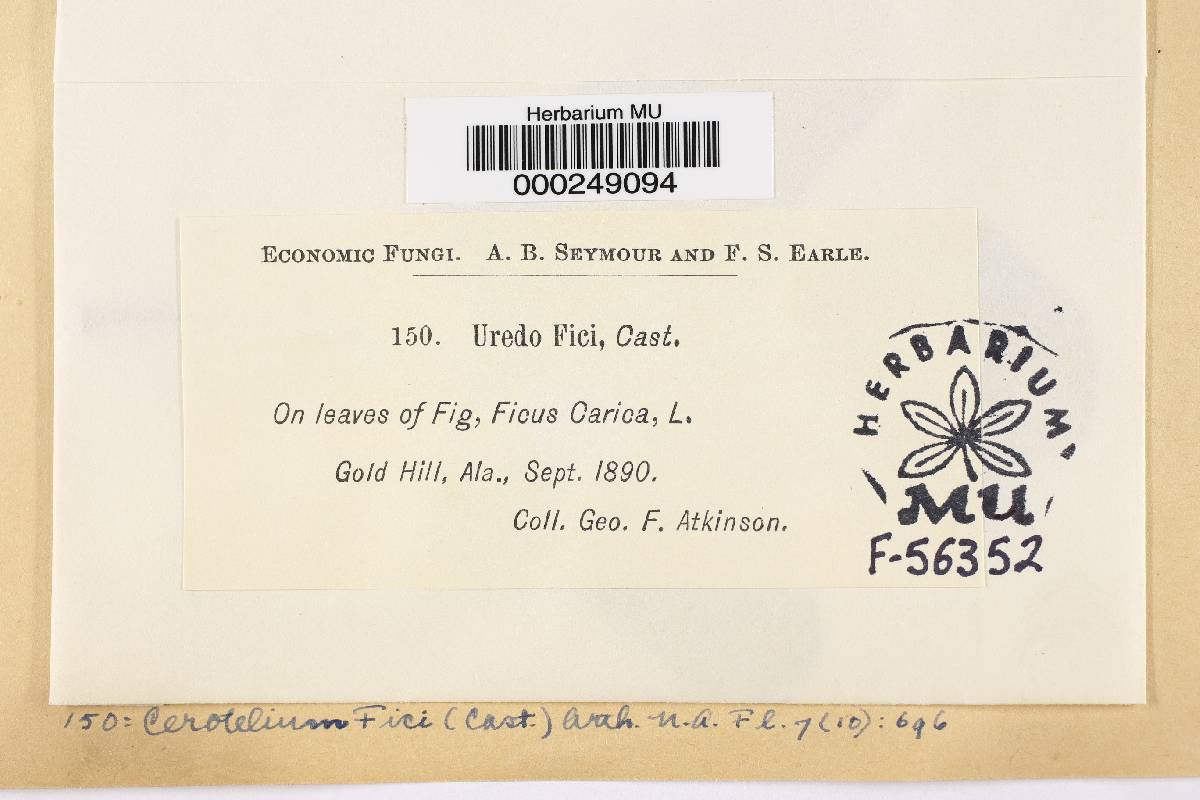 Herbarium MU
000249094
ECONOMIC FUNGI. A. B. SEYMOUR AND F. S. EARLE.
150. Uredo Fici, Cast.
On leaves of Fig, Ficus Carica, L.
Gold Hill, Ala., Sept. 1890.
Coll. Geo. F. Atkinson.
HERBARIUM
MU
F-56352
150 = Cerotelium Fici (Cast.) Arth. N.A. Fl. 7 (10): 696